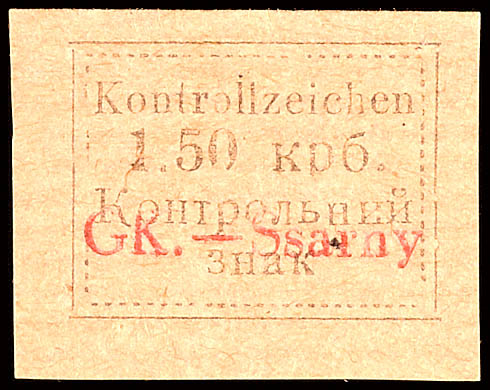 Kontrollzeichen
1.50 крб.
Контрольний
GK. — Ssarny
знак